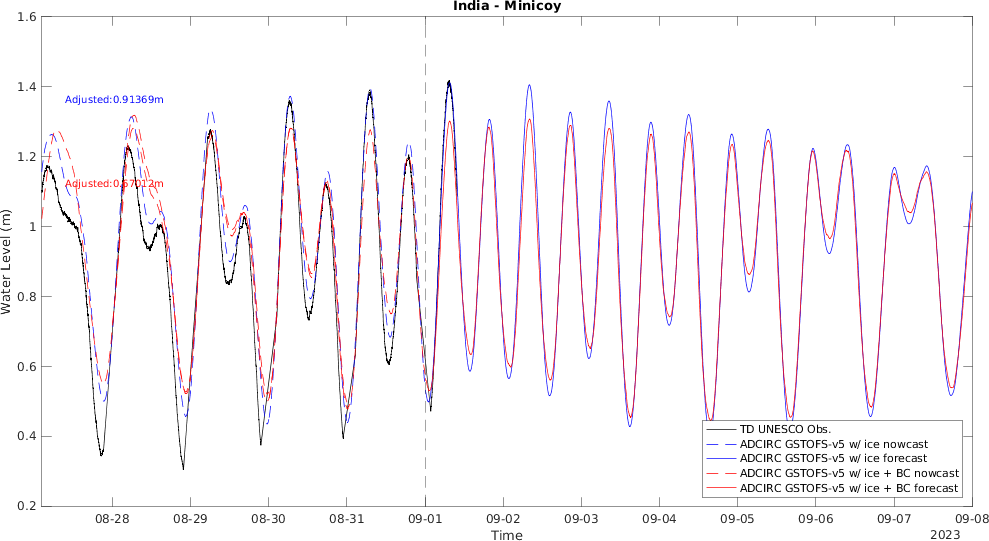 India - Minicoy
1.6
1.4
1.2
1
0.8
0.6
0.4
0.2
Water Level (m)
Adjusted:0.91369m
Adjusted:0.67012m
TD UNESCO Obs.
ADCIRC GSTOFS-v5 w/ ice nowcast
ADCIRC GSTOFS-v5 w/ ice forecast
ADCIRC GSTOFS-v5 w/ ice + BC nowcast
ADCIRC GSTOFS-v5 w/ ice + BC forecast
08-28 08-29 08-30 08-31 09-01 09-02 09-03 09-04 09-05 09-06 09-07 09-08
Time
2023